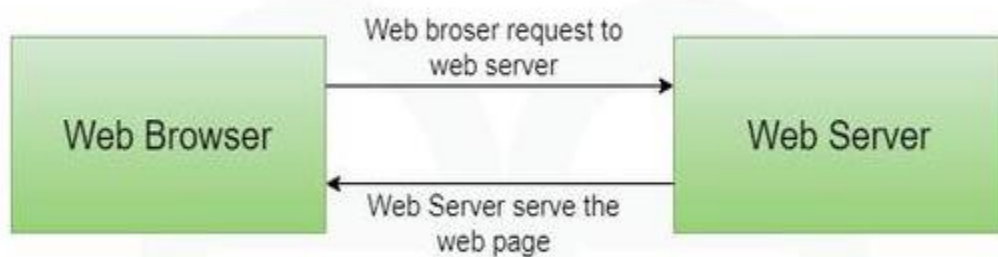 Web broser request to
web server
Web Browser
Web Server
Web Server serve the
web page